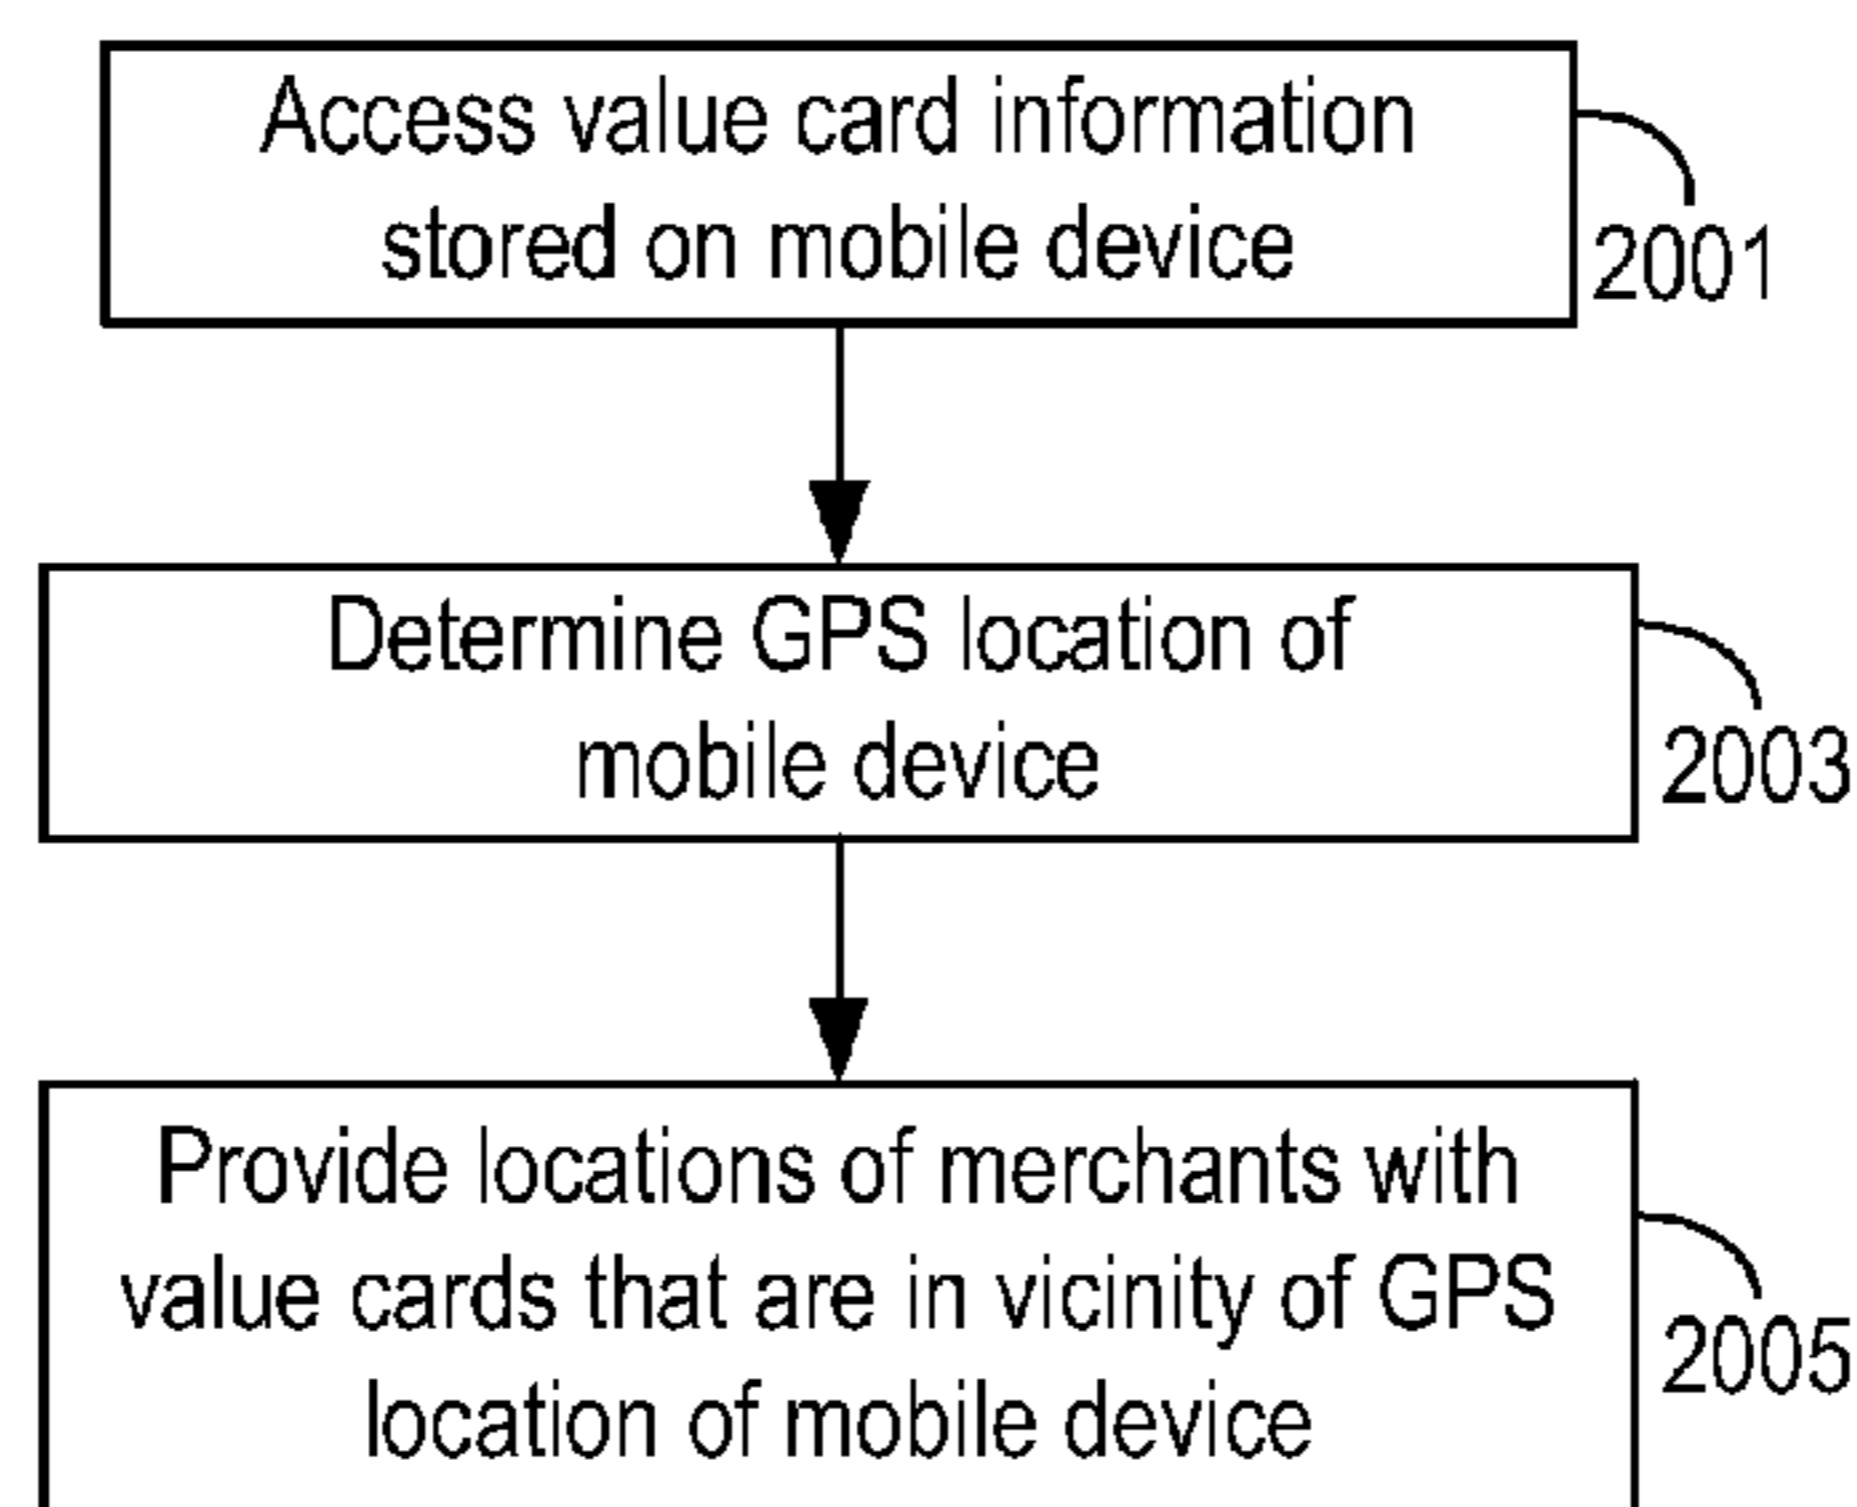 Access value card information
stored on mobile device
2001
Determine GPS location of
mobile device
2003
Provide locations of merchants with
value cards that are in vicinity of GPS
location of mobile device
2005